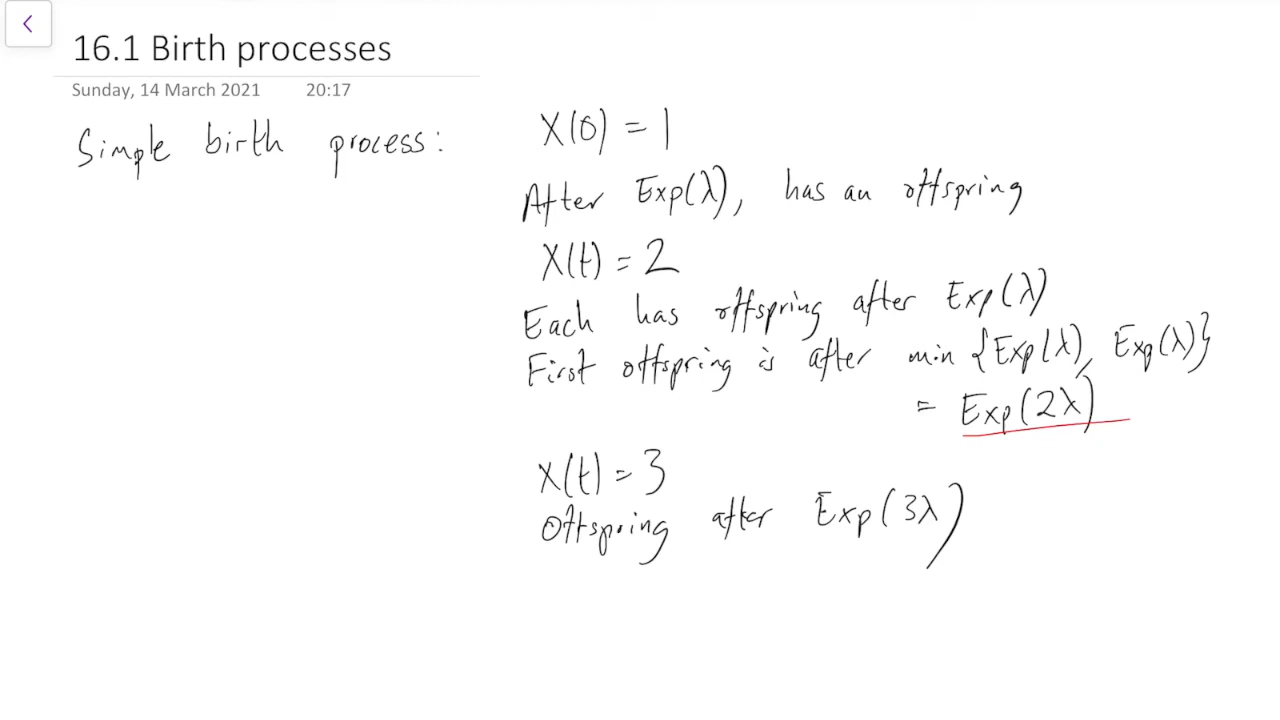 16.1 Birth processes
Sunday, 14 March 2021 20:17
Simple birth process:
X(0) = 1
After Exp(λ), has an offspring
X(t) = 2
Each has offspring after Exp(λ)
First offspring is after min {Exp(λ), Exp(λ)}
= Exp(2λ)
X(t) = 3
Offspring after Exp(3λ)